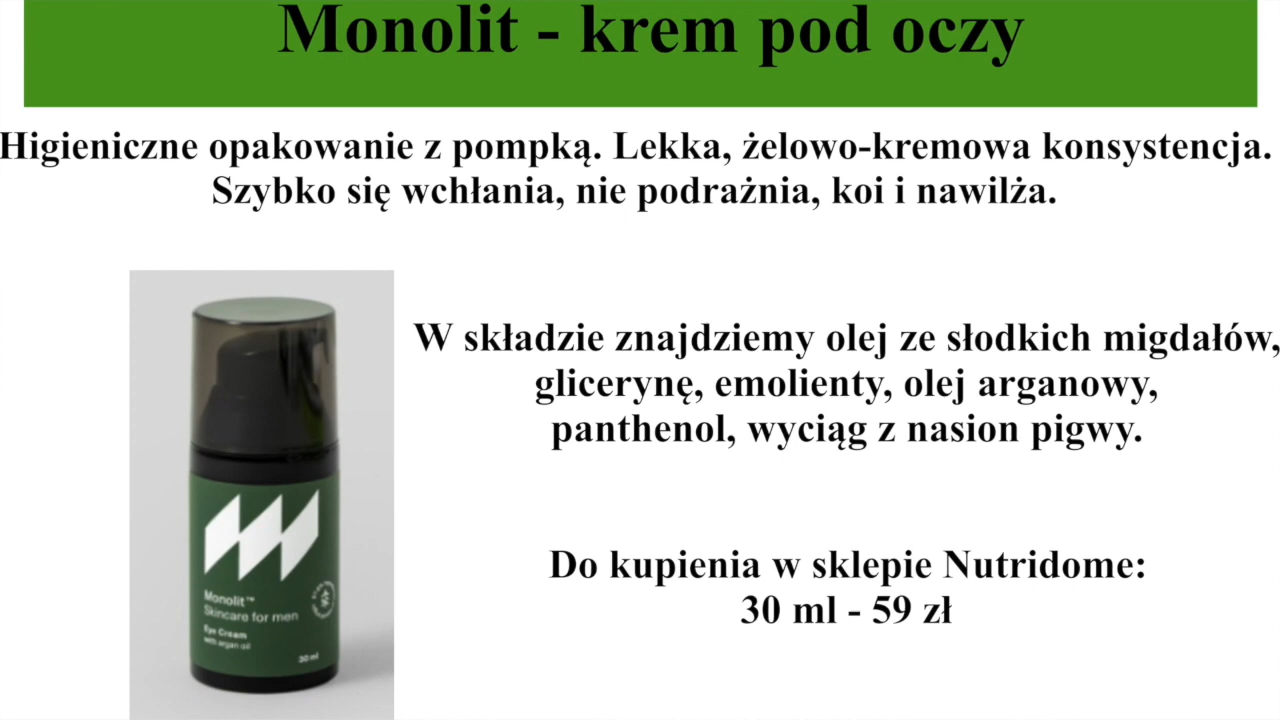 Monolit - krem pod oczy
Higieniczne opakowanie z pompką. Lekka, żelowo-kremowa konsystencja.
Szybko się wchłania, nie podrażnia, koi i nawilża.
W składzie znajdziemy olej ze słodkich migdałów,
glicerynę, emolienty, olej arganowy,
panthenol, wyciąg z nasion pigwy.
Do kupienia w sklepie Nutridome:
30 ml - 59 zł
Monolit™
Skincare for men
Eye Cream
with argan oil
30 ml